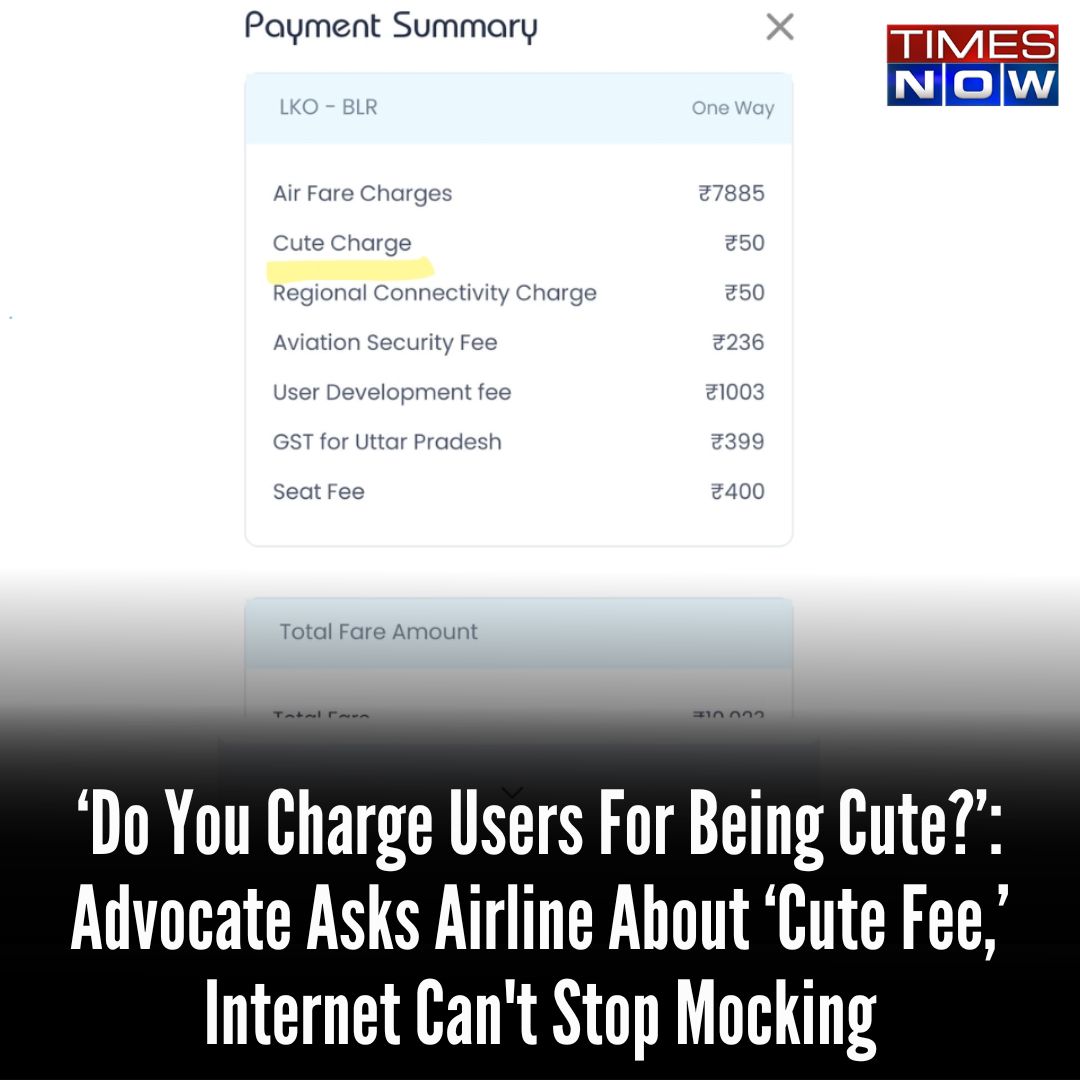 Payment Summary
TIMES
NOW
LKO - BLR One Way
Air Fare Charges ₹7885
Cute Charge ₹50
Regional Connectivity Charge ₹50
Aviation Security Fee ₹236
User Development fee ₹1003
GST for Uttar Pradesh ₹399
Seat Fee ₹400
Total Fare Amount
Total Fare ₹10,023
‘Do You Charge Users For Being Cute?’:
Advocate Asks Airline About ‘Cute Fee,’
Internet Can't Stop Mocking